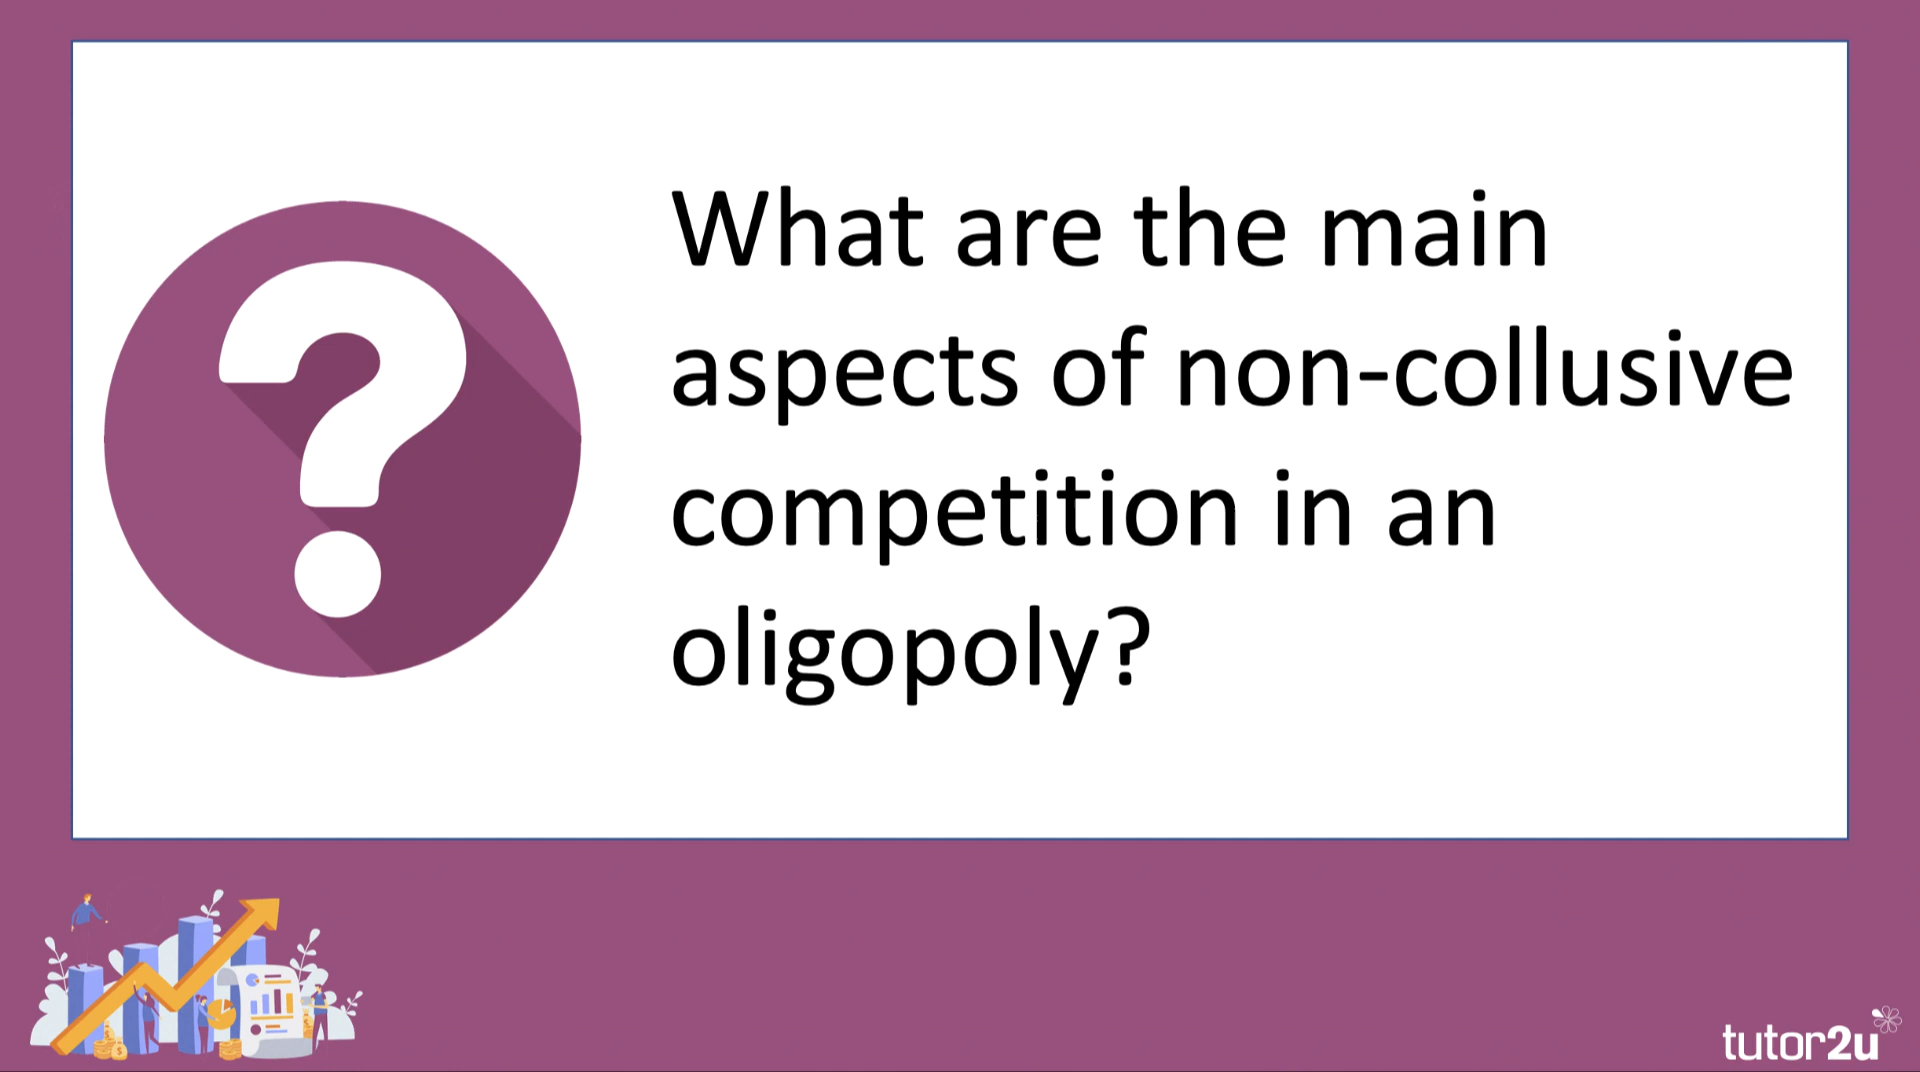 What are the main
aspects of non-collusive
competition in an
oligopoly?
tutor2u